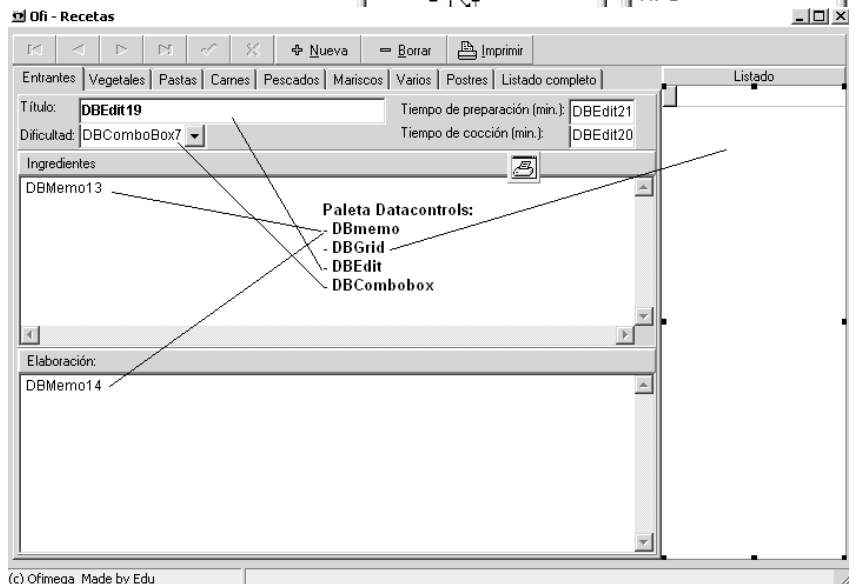 Ofi - Recetas
Nueva Borrar Imprimir
Entrantes Vegetales Pastas Carnes Pescados Mariscos Varios Postres Listado completo
Listado
Título: DBEdit19 Tiempo de preparación (min.): DBEdit21
Dificultad: DBComboBox7 Tiempo de cocción (min.): DBEdit20
Ingredientes
DBMemo13
Paleta Datacontrols:
- DBmemo
- DBGrid
- DBEdit
- DBCombobox
Elaboración:
DBMemo14
(c) Ofimega Made by Edu